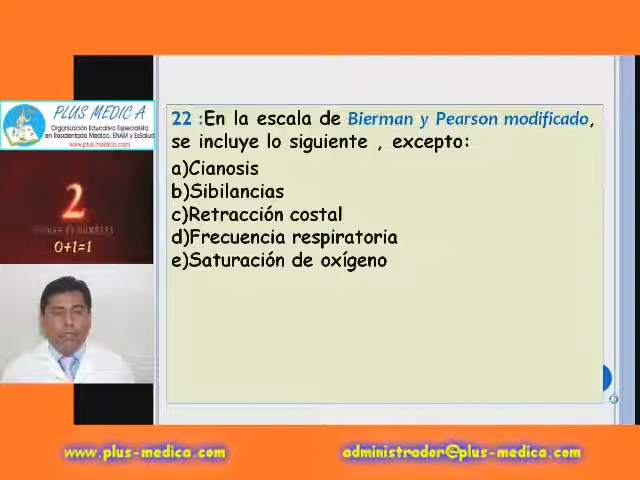 PLUS MEDIC A
Organización Educativa Especialista
en Residentado Medico, ENAM y EsSalud
www.plus-medica.com
22 :En la escala de Bierman y Pearson modificado,
se incluye lo siguiente , excepto:
a)Cianosis
b)Sibilancias
c)Retracción costal
d)Frecuencia respiratoria
e)Saturación de oxígeno
2
0+1=1
www.plus-medica.com
administrador@plus-medica.com